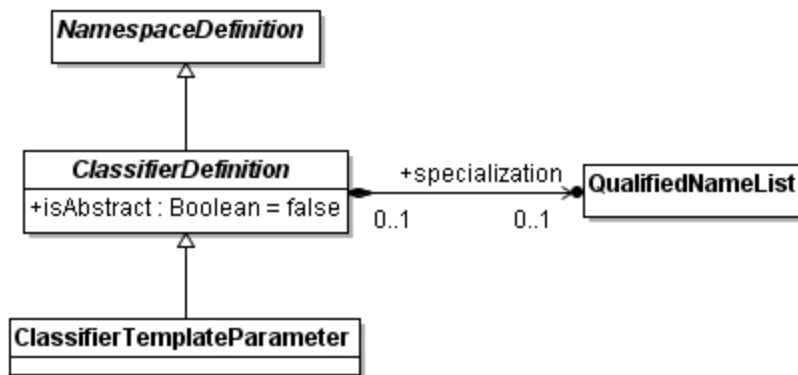 NamespaceDefinition
ClassifierDefinition
+isAbstract : Boolean = false
+specialization
0..1
0..1
QualifiedNameList
ClassifierTemplateParameter